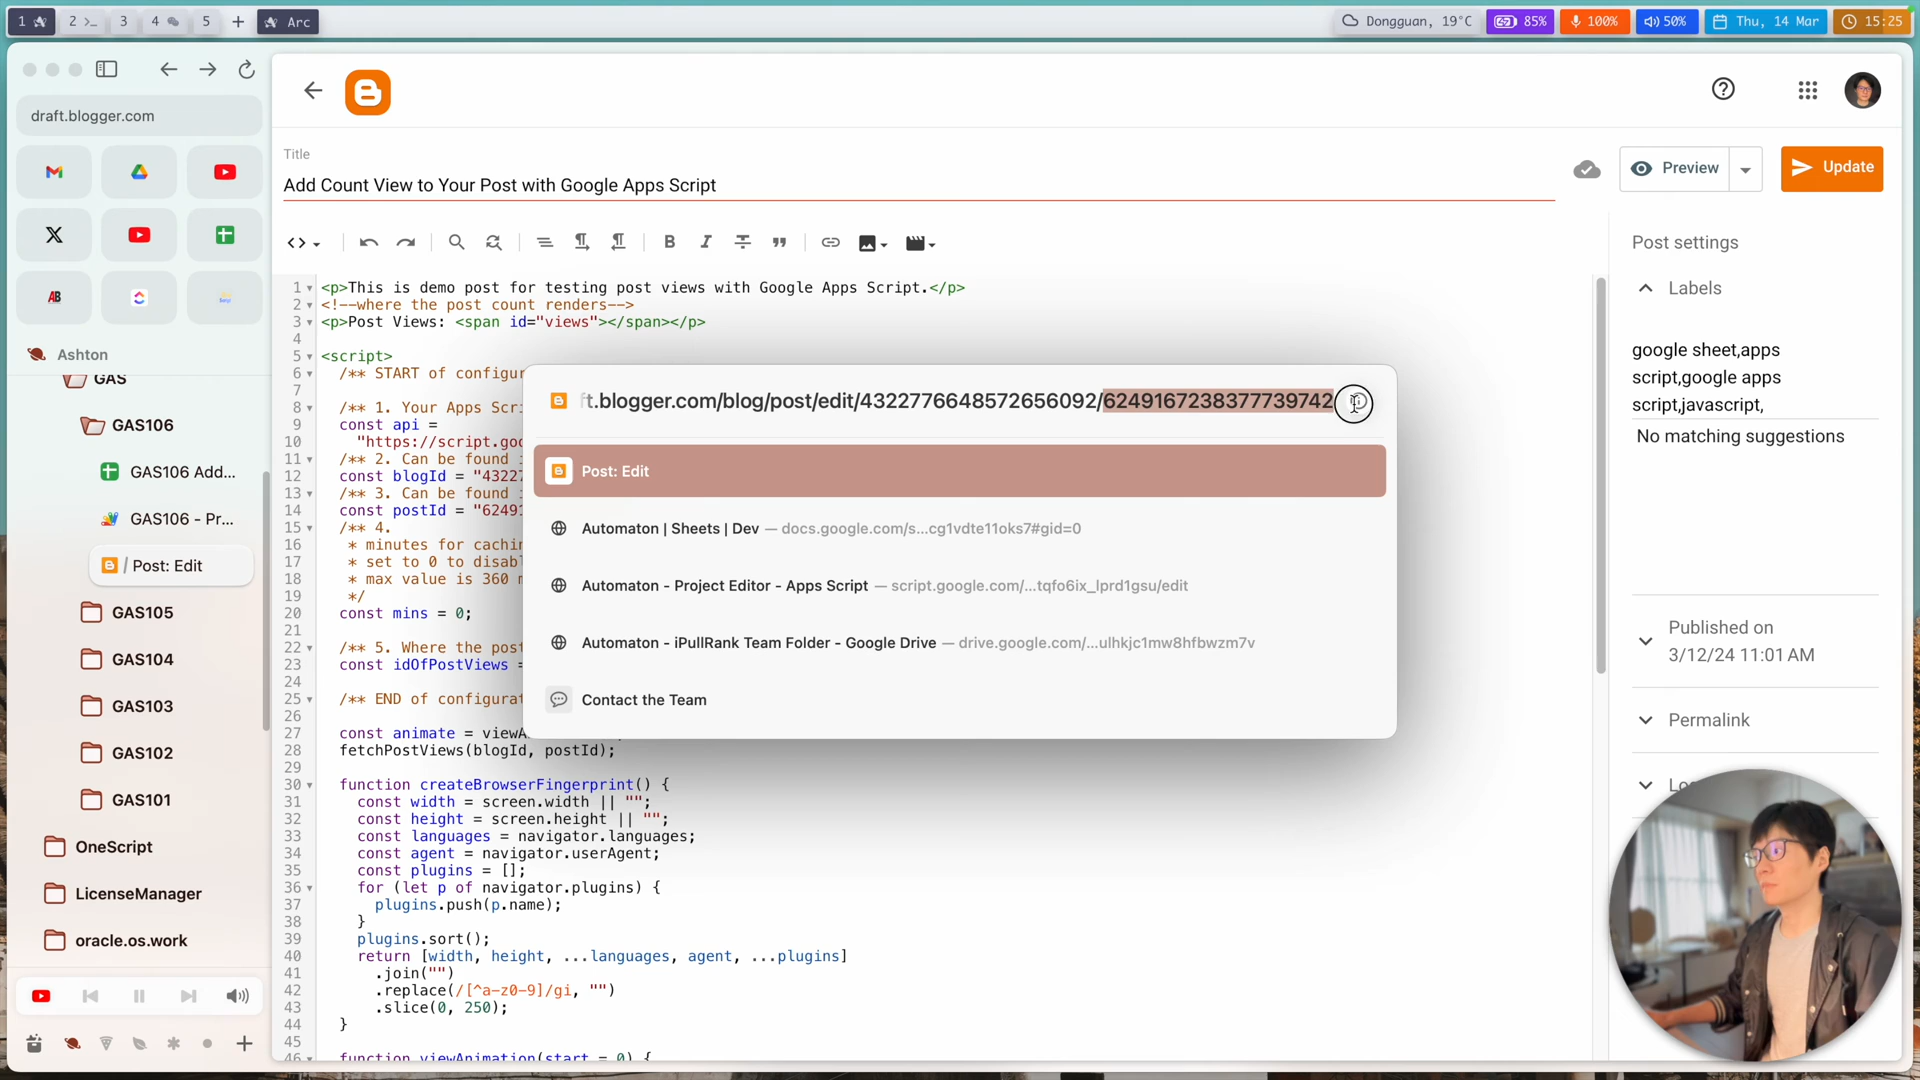 1
2 >_
3
4
5
+
Arc
Dongguan, 19°C
85%
100%
50%
Thu, 14 Mar
15:25
draft.blogger.com
Ashton
GAS
GAS106
GAS106 Add...
GAS106 - Pr...
/ Post: Edit
GAS105
GAS104
GAS103
GAS102
GAS101
OneScript
LicenseManager
oracle.os.work
Title
Add Count View to Your Post with Google Apps Script
Preview
Update
1 <p>This is demo post for testing post views with Google Apps Script.</p>
2 <!--where the post count renders-->
3 <p>Post Views: <span id="views"></span></p>
4
5 <script>
6 /** START of configur
7
8 /** 1. Your Apps Scri
9 const api =
10 "https://script.goo
11 /** 2. Can be found i
12 const blogId = "43227
13 /** 3. Can be found i
14 const postId = "62491
15 /** 4.
16 * minutes for cachin
17 * set to 0 to disabl
18 * max value is 360 m
19 */
20 const mins = 0;
21
22 /** 5. Where the post
23 const idOfPostViews =
24
25 /** END of configurat
26
27 const animate = viewA
28 fetchPostViews(blogId, postId);
29
30 function createBrowserFingerprint() {
31 const width = screen.width || "";
32 const height = screen.height || "";
33 const languages = navigator.languages;
34 const agent = navigator.userAgent;
35 const plugins = [];
36 for (let p of navigator.plugins) {
37 plugins.push(p.name);
38 }
39 plugins.sort();
40 return [width, height, ...languages, agent, ...plugins]
41 .join("")
42 .replace(/[^a-z0-9]/gi, "")
43 .slice(0, 250);
44 }
45
46 function viewAnimation(start = 0) {
ft.blogger.com/blog/post/edit/4322776648572656092/6249167238377739742
Post: Edit
Automaton | Sheets | Dev — docs.google.com/s...cg1vdte11oks7#gid=0
Automaton - Project Editor - Apps Script — script.google.com/...tqfo6ix_lprd1gsu/edit
Automaton - iPullRank Team Folder - Google Drive — drive.google.com/...ulhkjc1mw8hfbwzm7v
Contact the Team
Post settings
Labels
google sheet,apps
script,google apps
script,javascript,
No matching suggestions
Published on
3/12/24 11:01 AM
Permalink